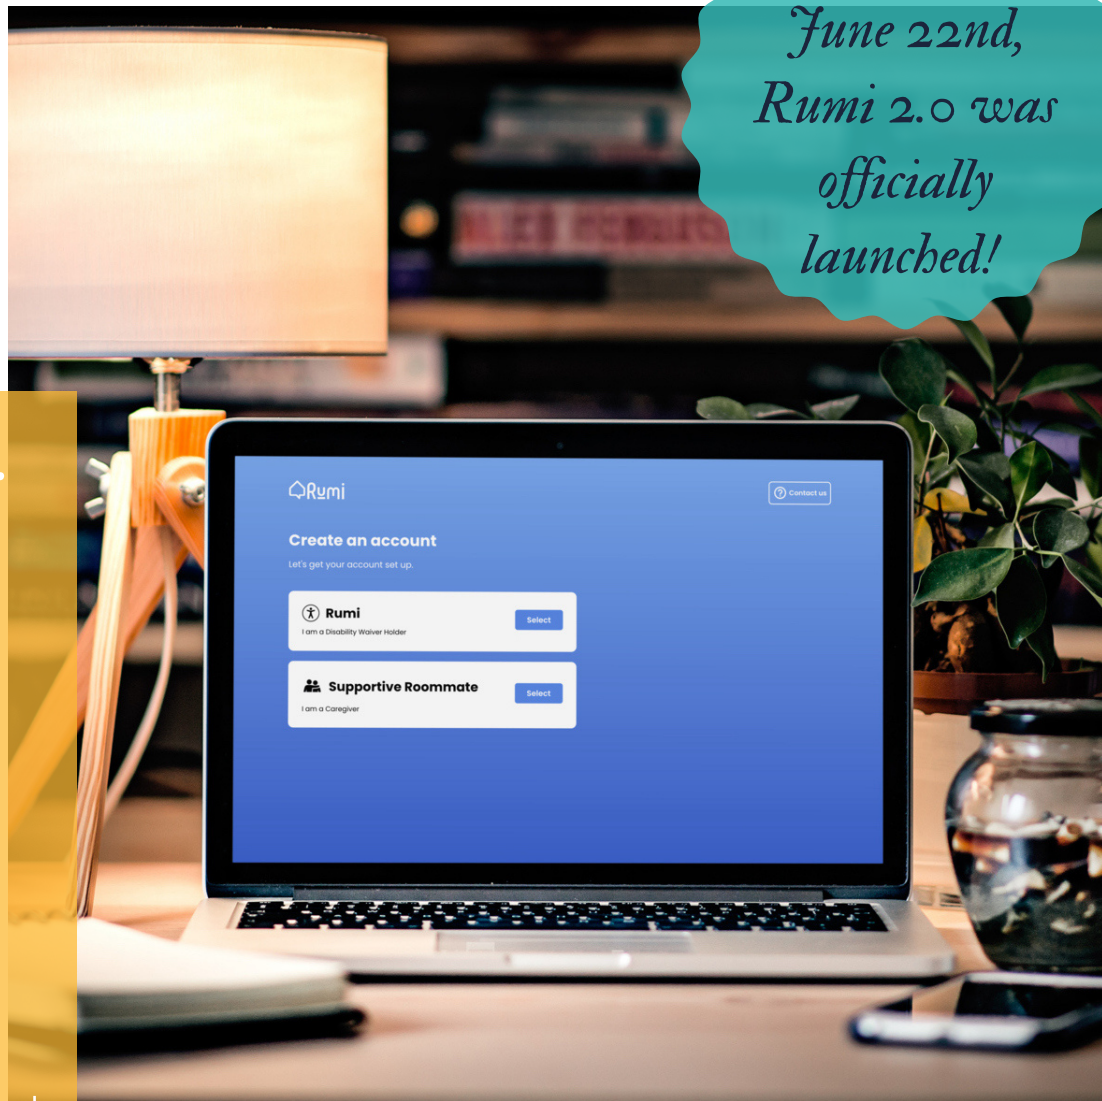 June 22nd,
Rumi 2.0 was
officially
launched!
Rumi
Contact us
Create an account
Let's get your account set up.
Rumi
I am a Disability Waiver Holder
Select
Supportive Roommate
I am a Caregiver
Select